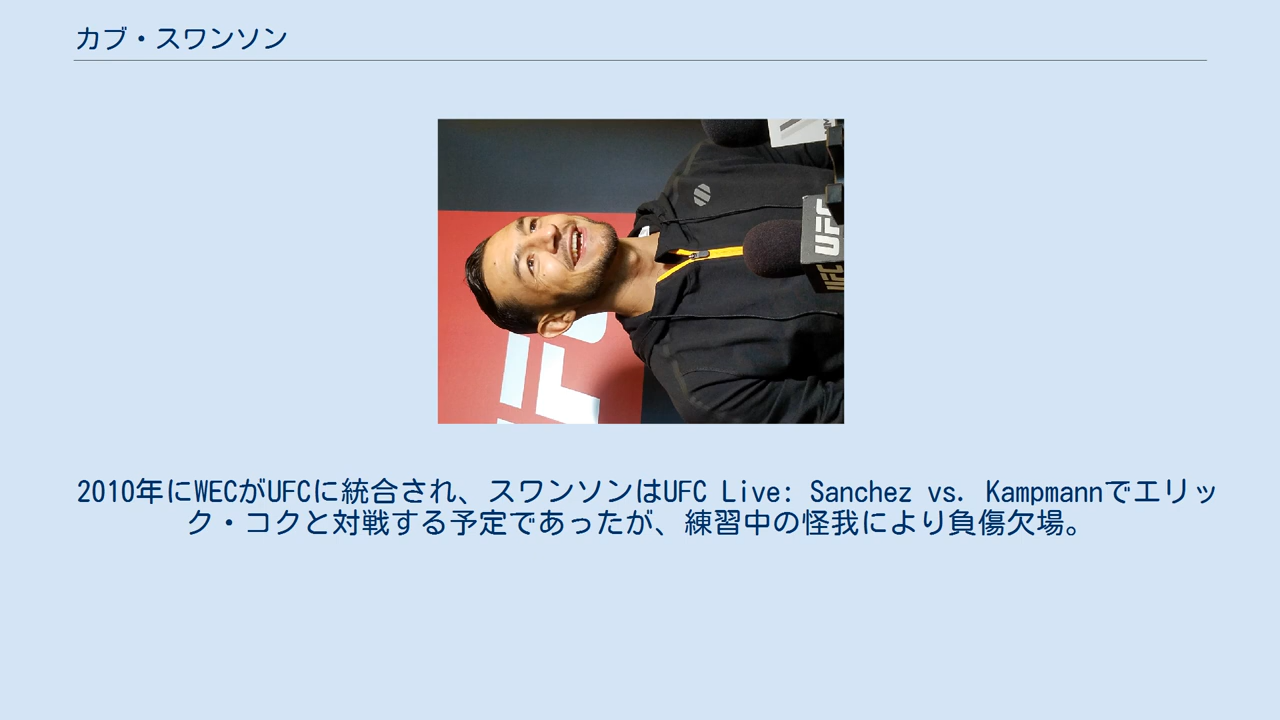 カブ・スワンソン
UFC
UFC
UFC
2010年にWECがUFCに統合され、スワンソンはUFC Live: Sanchez vs. Kampmannでエリッ
ク・コクと対戦する予定であったが、練習中の怪我により負傷欠場。